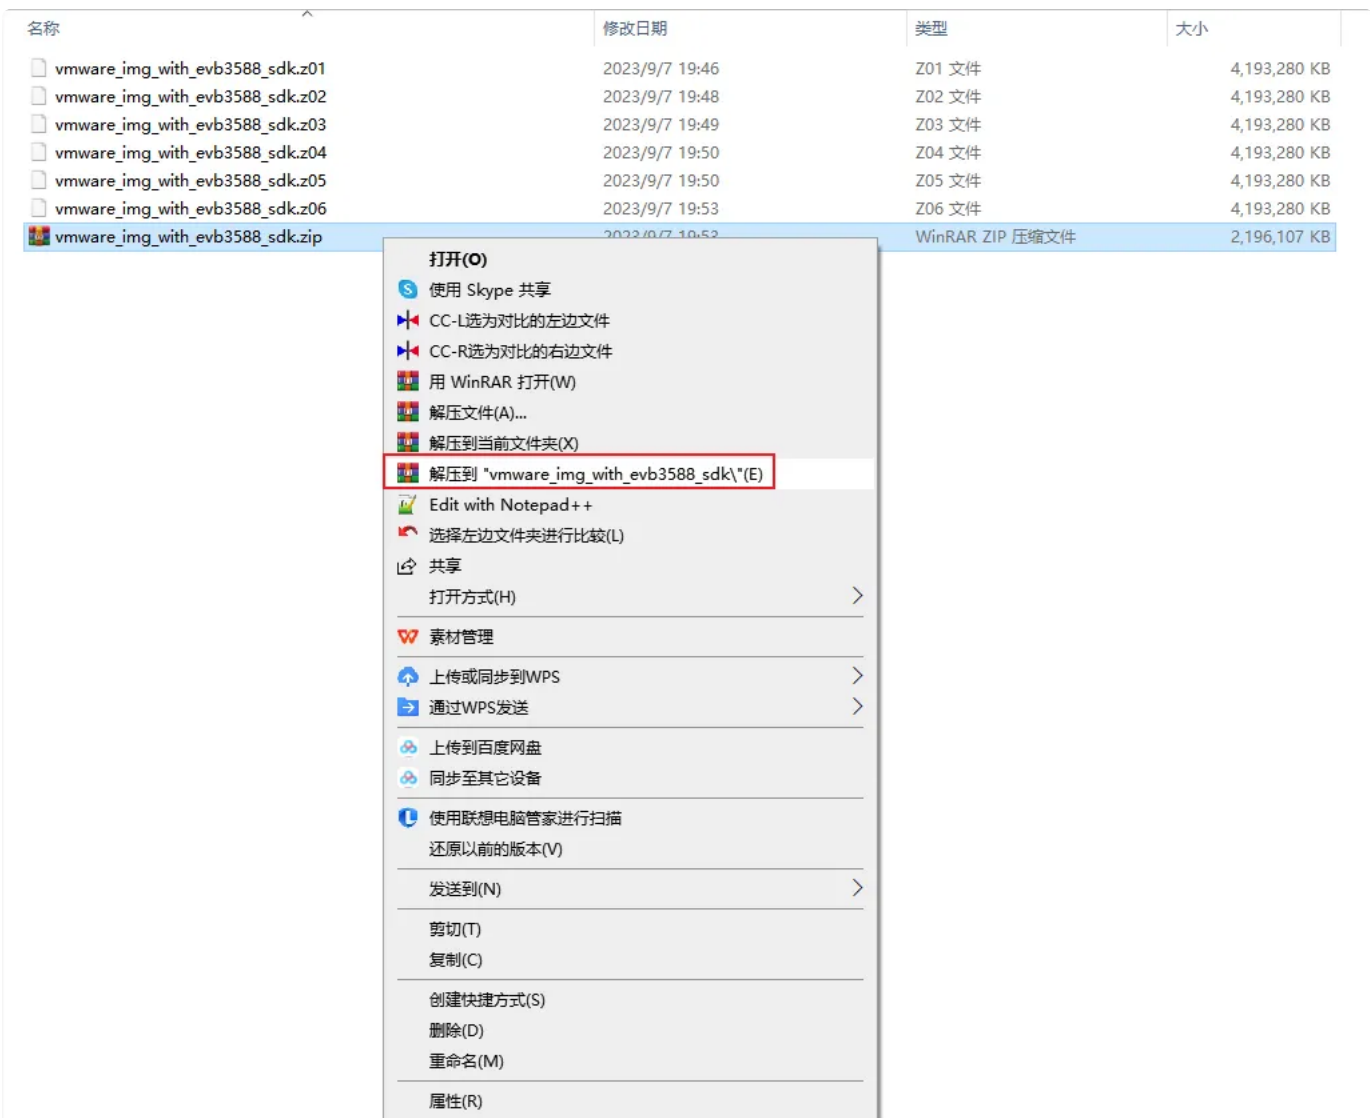 名称 修改日期 类型 大小
vmware_img_with_evb3588_sdk.z01 2023/9/7 19:46 Z01 文件 4,193,280 KB
vmware_img_with_evb3588_sdk.z02 2023/9/7 19:48 Z02 文件 4,193,280 KB
vmware_img_with_evb3588_sdk.z03 2023/9/7 19:49 Z03 文件 4,193,280 KB
vmware_img_with_evb3588_sdk.z04 2023/9/7 19:50 Z04 文件 4,193,280 KB
vmware_img_with_evb3588_sdk.z05 2023/9/7 19:50 Z05 文件 4,193,280 KB
vmware_img_with_evb3588_sdk.z06 2023/9/7 19:53 Z06 文件 4,193,280 KB
vmware_img_with_evb3588_sdk.zip 2023/9/7 19:53 WinRAR ZIP 压缩文件 2,196,107 KB
打开(O)
使用 Skype 共享
CC-L选为对比的左边文件
CC-R选为对比的右边文件
用 WinRAR 打开(W)
解压文件(A)...
解压到当前文件夹(X)
解压到 "vmware_img_with_evb3588_sdk\"(E)
Edit with Notepad++
选择左边文件夹进行比较(L)
共享
打开方式(H)
素材管理
上传或同步到WPS
通过WPS发送
上传到百度网盘
同步至其它设备
使用联想电脑管家进行扫描
还原以前的版本(V)
发送到(N)
剪切(T)
复制(C)
创建快捷方式(S)
删除(D)
重命名(M)
属性(R)